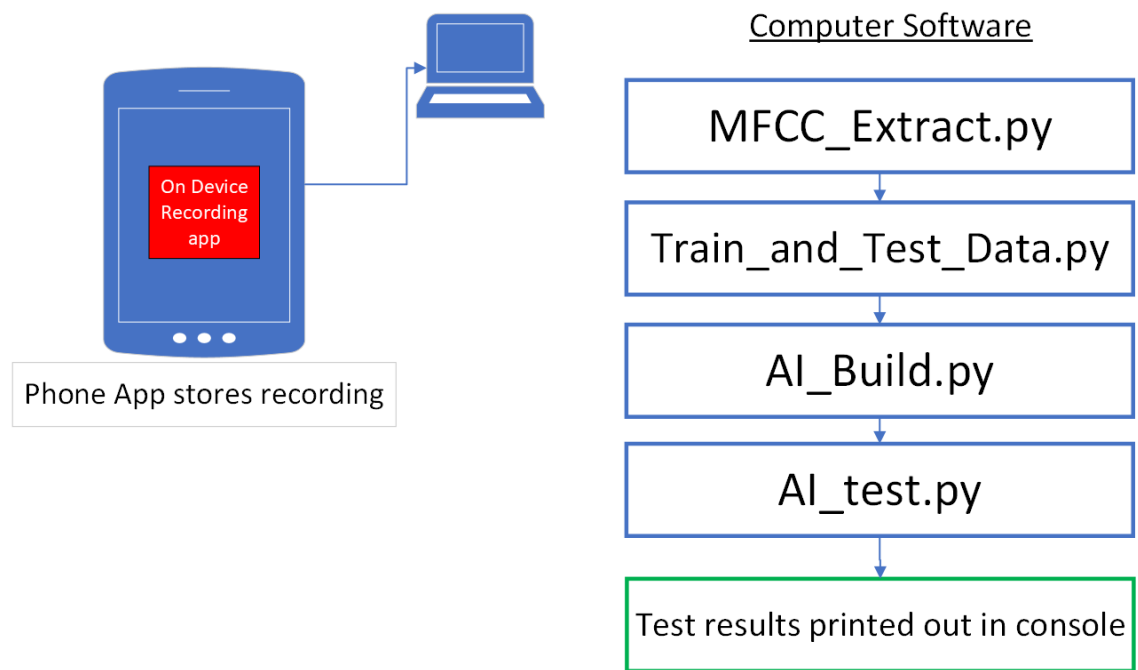 On Device
Recording
app
Phone App stores recording
Computer Software
MFCC_Extract.py
Train_and_Test_Data.py
AI_Build.py
AI_test.py
Test results printed out in console